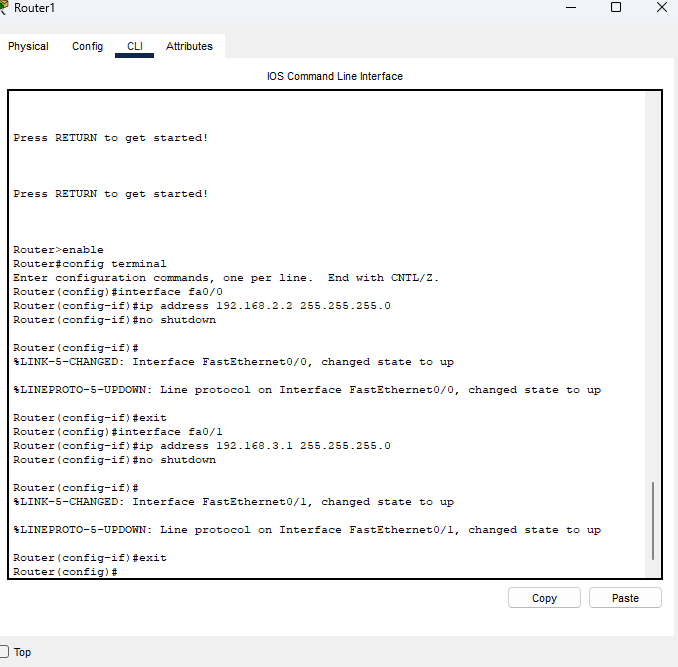 Router1
Physical Config CLI Attributes
IOS Command Line Interface
Press RETURN to get started!
Press RETURN to get started!
Router>enable
Router#config terminal
Enter configuration commands, one per line.  End with CNTL/Z.
Router(config)#interface fa0/0
Router(config-if)#ip address 192.168.2.2 255.255.255.0
Router(config-if)#no shutdown
Router(config-if)#
%LINK-5-CHANGED: Interface FastEthernet0/0, changed state to up
%LINEPROTO-5-UPDOWN: Line protocol on Interface FastEthernet0/0, changed state to up
Router(config-if)#exit
Router(config)#interface fa0/1
Router(config-if)#ip address 192.168.3.1 255.255.255.0
Router(config-if)#no shutdown
Router(config-if)#
%LINK-5-CHANGED: Interface FastEthernet0/1, changed state to up
%LINEPROTO-5-UPDOWN: Line protocol on Interface FastEthernet0/1, changed state to up
Router(config-if)#exit
Router(config)#
Copy Paste
Top